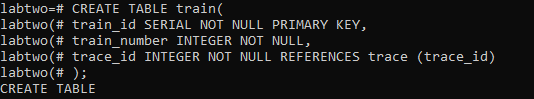 labtwo=# CREATE TABLE train(
labtwo(# train_id SERIAL NOT NULL PRIMARY KEY,
labtwo(# train_number INTEGER NOT NULL,
labtwo(# trace_id INTEGER NOT NULL REFERENCES trace (trace_id)
labtwo(# );
CREATE TABLE